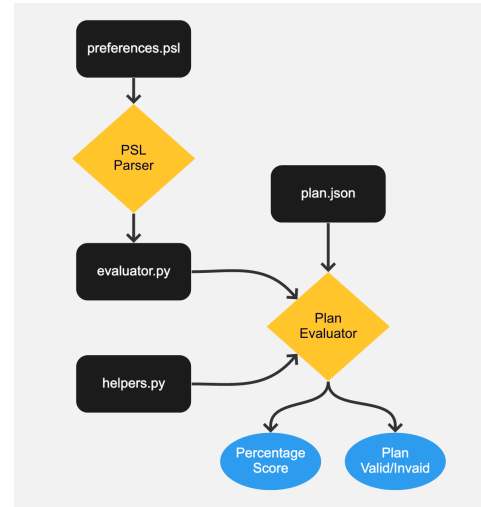 preferences.psl
PSL
Parser
plan.json
evaluator.py
Plan
Evaluator
helpers.py
Percentage
Score
Plan
Valid/Invaid